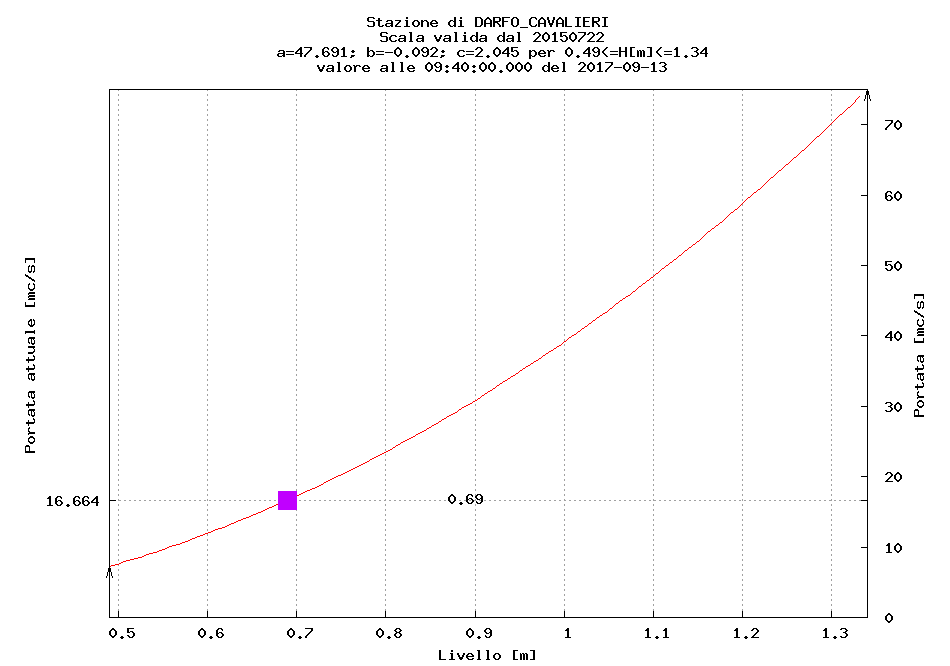 Stazione di DARFO_CAVALIERI
Scala valida dal 20150722
a=47.691; b=-0.092; c=2.045 per 0.49<=H[m]<=1.34
valore alle 09:40:00.000 del 2017-09-13
Portata attuale [mc/s]
16.664
0.69
70
60
50
40
30
20
10
0
Portata [mc/s]
0.5 0.6 0.7 0.8 0.9 1 1.1 1.2 1.3
Livello [m]